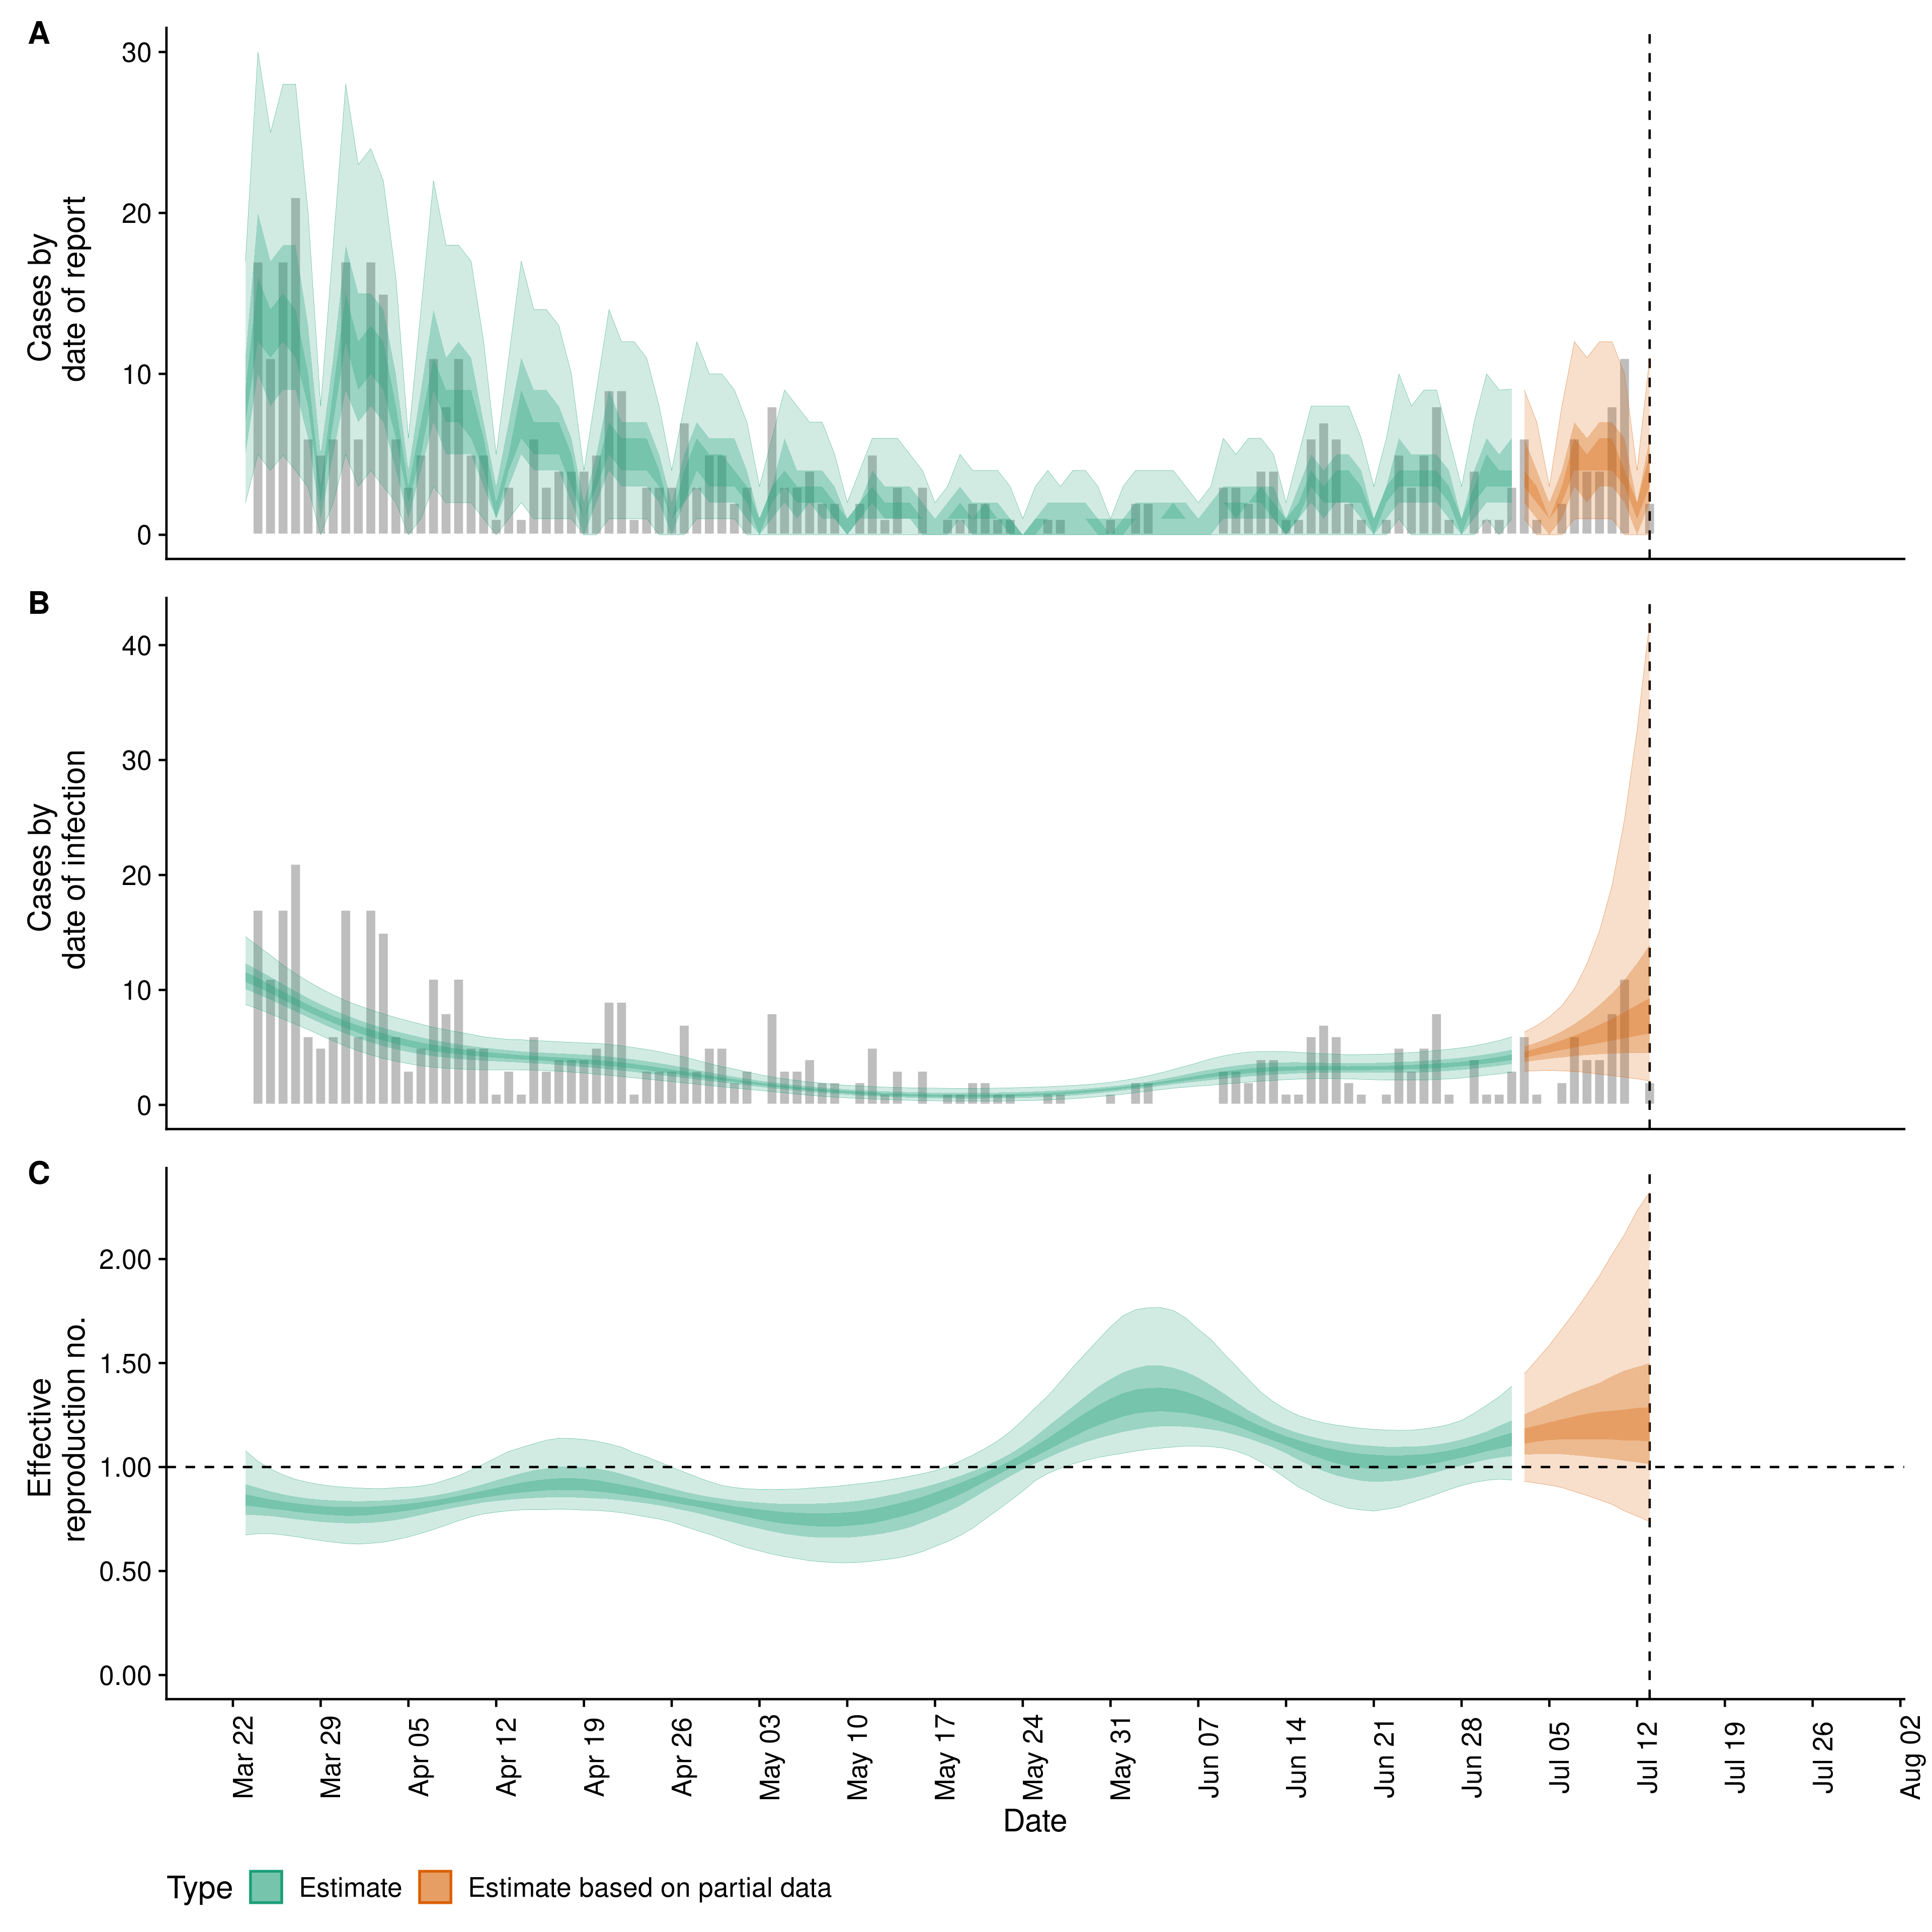 A
30
20
10
0
Cases by
date of report
B
40
30
20
10
0
Cases by
date of infection
C
2.00
1.50
1.00
0.50
0.00
Effective
reproduction no.
Mar 22
Mar 29
Apr 05
Apr 12
Apr 19
Apr 26
May 03
May 10
May 17
May 24
May 31
Jun 07
Jun 14
Jun 21
Jun 28
Jul 05
Jul 12
Jul 19
Jul 26
Aug 02
Date
Type Estimate Estimate based on partial data